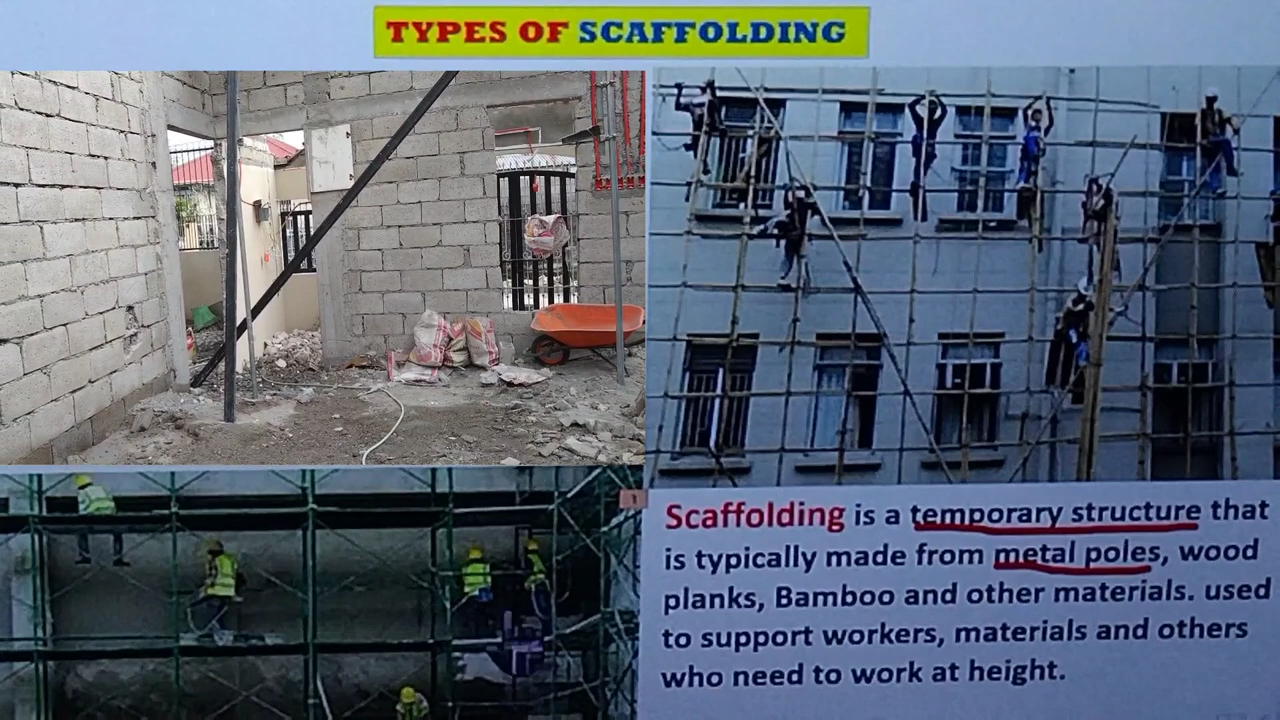 TYPES OF SCAFFOLDING
Scaffolding is a temporary structure that
is typically made from metal poles, wood
planks, Bamboo and other materials. used
to support workers, materials and others
who need to work at height.